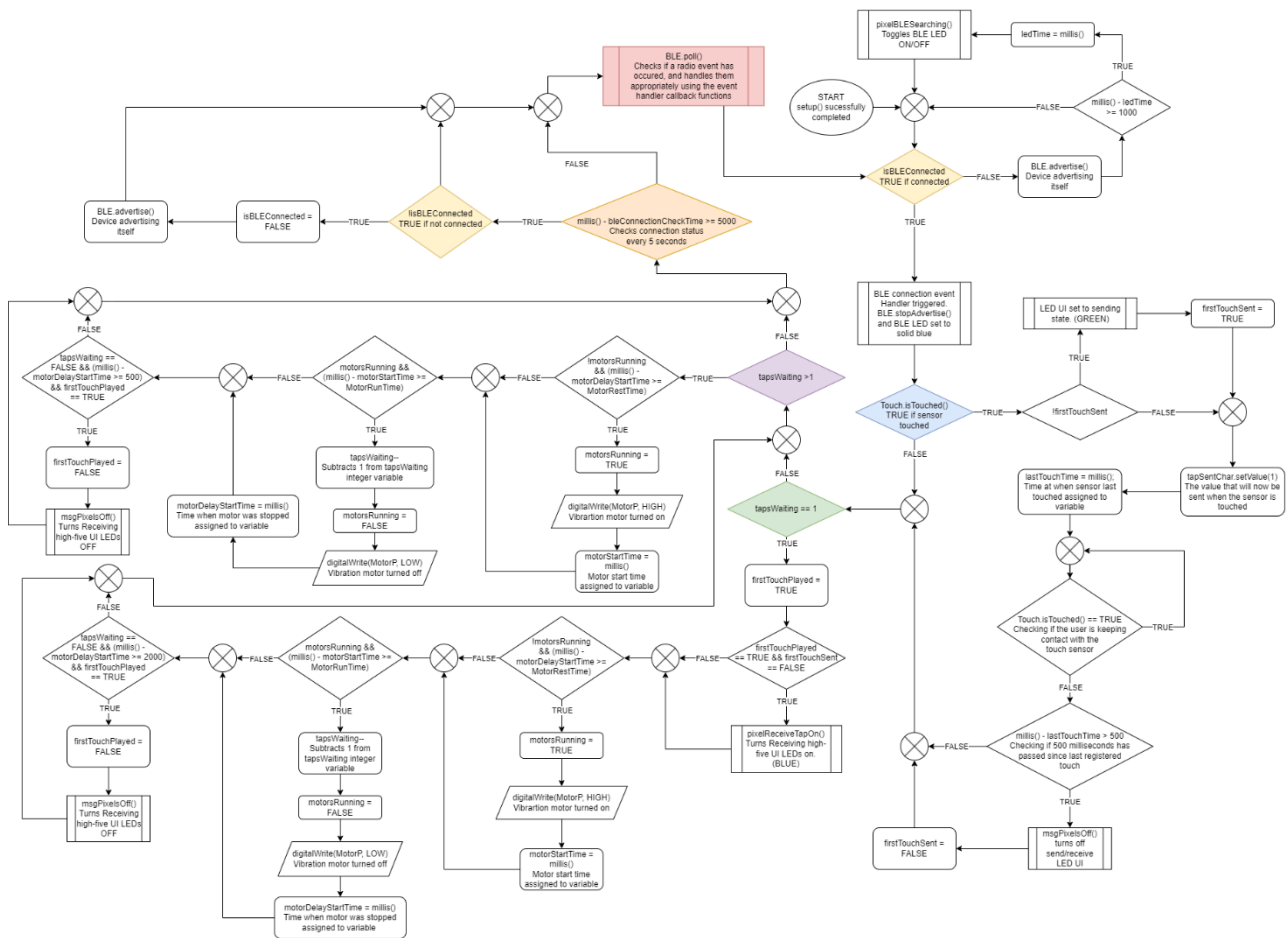 pixelBLESearching()
Toggles BLE LED
ON/OFF
ledTime = millis()
TRUE
BLE.poll()
Checks if a radio event has
occured, and handles them
appropriately using the event
handler callback functions
START
setup() sucessfully
completed
FALSE
millis() - ledTime
>= 1000
FALSE
isBLEConnected
TRUE if connected
FALSE
BLE.advertise()
Device advertising
itself
BLE.advertise()
Device advertising
itself
isBLEConnected =
FALSE
TRUE
!isBLEConnected
TRUE if not connected
TRUE
millis() - bleConnectionCheckTime >= 5000
Checks connection status
every 5 seconds
TRUE
BLE connection event
Handler triggered.
BLE.stopAdvertise()
and BLE LED set to
solid blue
LED UI set to sending
state. (GREEN)
firstTouchSent =
TRUE
FALSE
FALSE
TRUE
tapsWaiting ==
FALSE && (millis() -
motorDelayStartTime >= 500)
&& firstTouchPlayed
== TRUE
FALSE
motorsRunning &&
(millis() - motorStartTime >=
MotorRunTime)
FALSE
!motorsRunning
&& (millis() -
motorDelayStartTime >=
MotorRestTime)
TRUE
tapsWaiting >1
Touch.isTouched()
TRUE if sensor
touched
TRUE
!firstTouchSent
FALSE
TRUE
TRUE
TRUE
FALSE
FALSE
firstTouchPlayed =
FALSE
tapsWaiting--
Subtracts 1 from tapsWaiting
integer variable
motorsRunning =
TRUE
lastTouchTime = millis();
Time at when sensor last
touched assigned to
variable
tapSentChar.setValue(1)
The value that will now be
sent when the sensor is
touched
msgPixelsOff()
Turns Receiving
high-five UI LEDs
OFF
motorDelayStartTime = millis()
Time when motor was stopped
assigned to variable
motorsRunning =
FALSE
digitalWrite(MotorP, HIGH)
Vibrartion motor turned on
tapsWaiting == 1
digitalWrite(MotorP, LOW)
Vibration motor turned off
motorStartTime =
millis()
Motor start time
assigned to variable
TRUE
firstTouchPlayed =
TRUE
FALSE
Touch.isTouched() == TRUE
Checking if the user is keeping
contact with the
touch sensor
TRUE
tapsWaiting ==
FALSE && (millis() -
motorDelayStartTime >= 2000)
&& firstTouchPlayed
== TRUE
FALSE
motorsRunning &&
(millis() - motorStartTime >=
MotorRunTime)
FALSE
!motorsRunning
&& (millis() -
motorDelayStartTime >=
MotorRestTime)
FALSE
firstTouchPlayed
== TRUE && firstTouchSent
== FALSE
FALSE
TRUE
TRUE
TRUE
TRUE
firstTouchPlayed =
FALSE
tapsWaiting--
Subtracts 1 from
tapsWaiting integer
variable
motorsRunning =
TRUE
pixelReceiveTapOn()
Turns Receiving high-
five UI LEDs on.
(BLUE)
FALSE
millis() - lastTouchTime > 500
Checking if 500 milliseconds has
passed since last registered
touch
msgPixelsOff()
Turns Receiving
high-five UI LEDs
OFF
motorsRunning =
FALSE
digitalWrite(MotorP, HIGH)
Vibrartion motor turned on
TRUE
digitalWrite(MotorP, LOW)
Vibration motor turned off
motorStartTime =
millis()
Motor start time
assigned to variable
firstTouchSent =
FALSE
msgPixelsOff()
turns off
send/receive
LED UI
motorDelayStartTime = millis()
Time when motor was stopped
assigned to variable